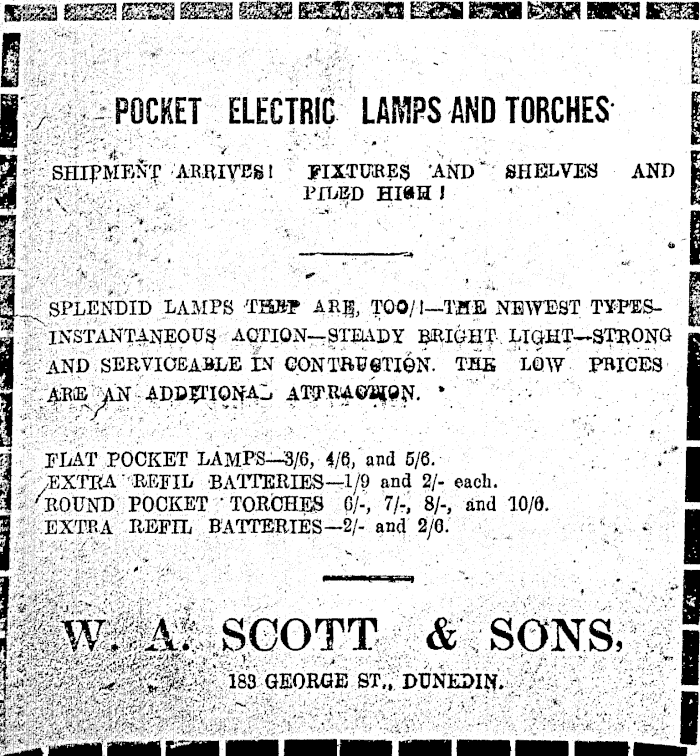 POCKET ELECTRIC LAMPS AND TORCHES
SHIPMENT ARRIVES! FIXTURES AND SHELVES AND
PILED HIGH!
SPLENDID LAMPS THEP ARE, TOO/!—THE NEWEST TYPES—
INSTANTANEOUS ACTION—STEADY BRIGHT LIGHT—STRONG
AND SERVICEABLE IN CONTRUCTION. THE LOW PRICES
ARE AN ADDITIONAL ATTRACTION.
FLAT POCKET LAMPS—3/6, 4/6, and 5/6.
EXTRA REFIL BATTERIES—1/9 and 2/- each.
ROUND POCKET TORCHES 6/-, 7/-, 8/-, and 10/6.
EXTRA REFIL BATTERIES—2/- and 2/6.
W. A. SCOTT & SONS,
183 GEORGE ST., DUNEDIN.